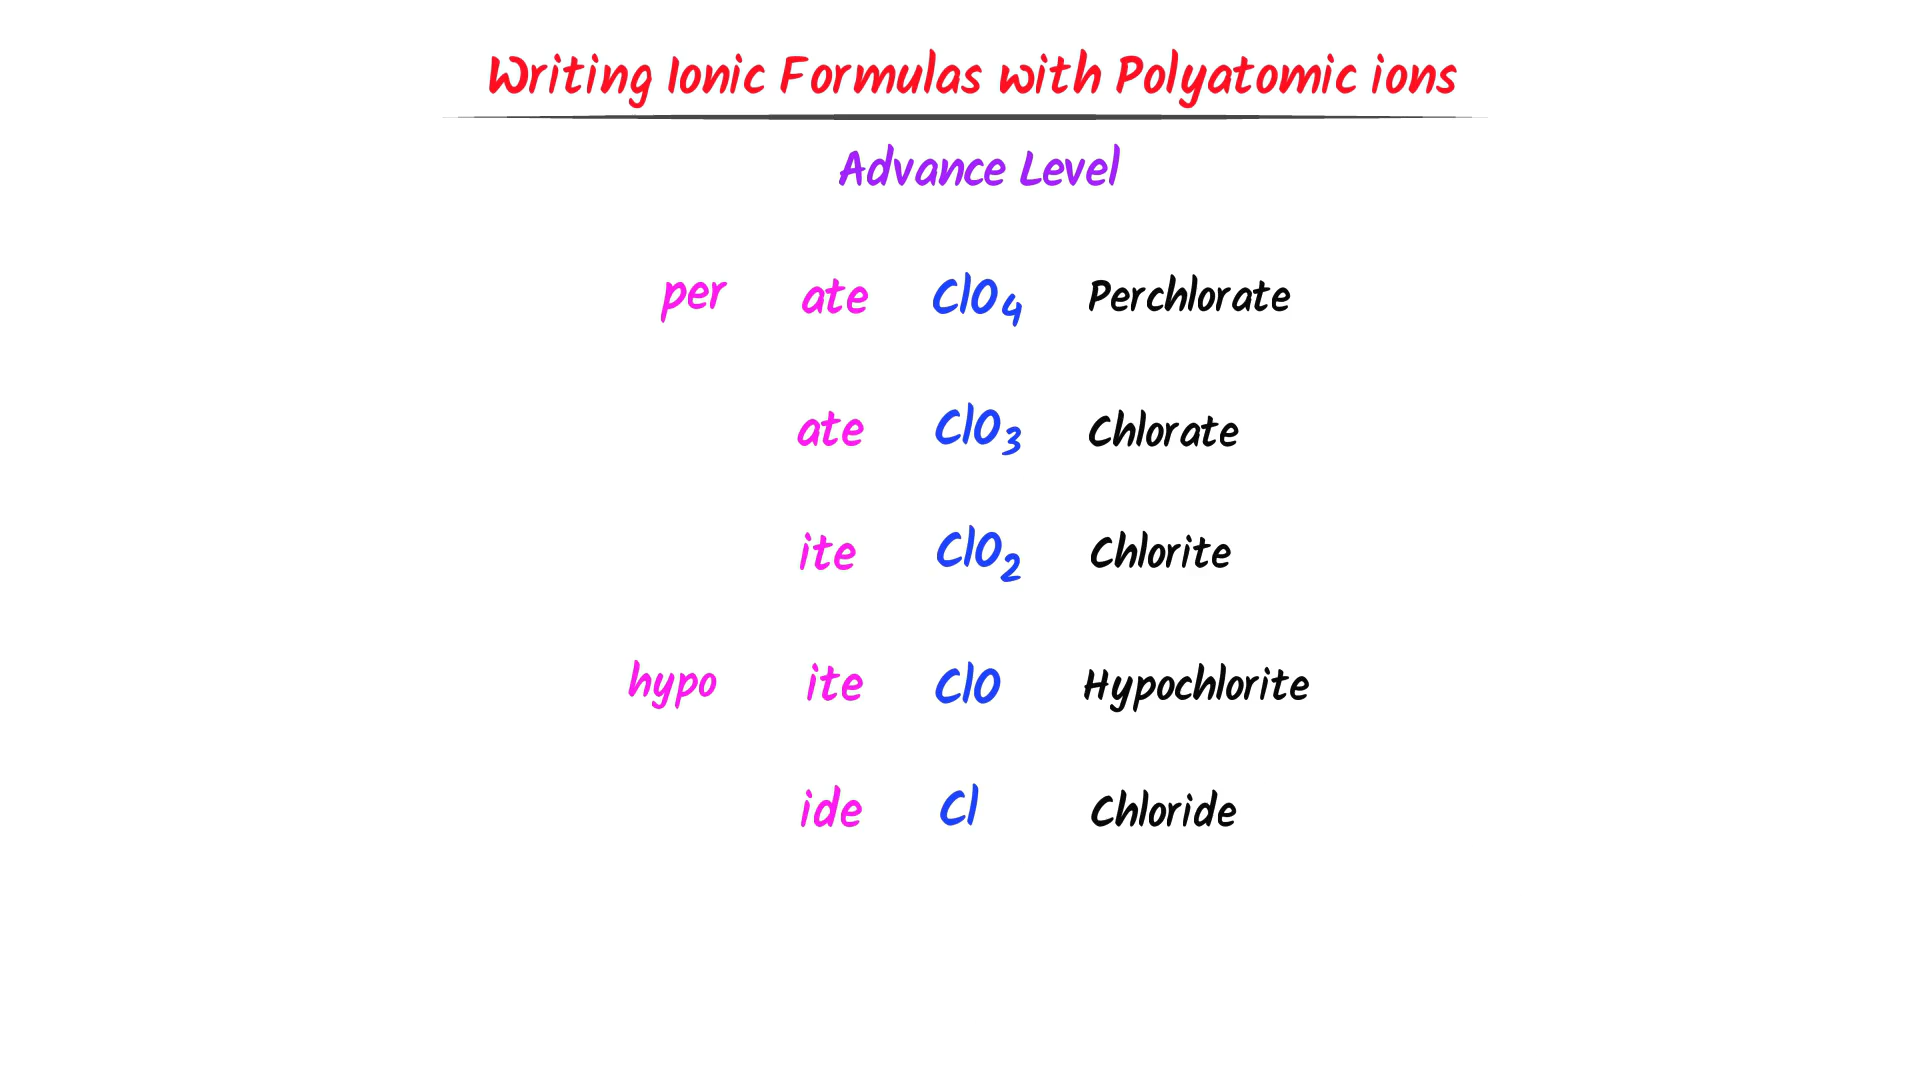 Writing Ionic Formulas with Polyatomic ions
Advance Level
per ate ClO₄ Perchlorate
ate ClO₃ Chlorate
ite ClO₂ Chlorite
hypo ite ClO Hypochlorite
ide Cl Chloride